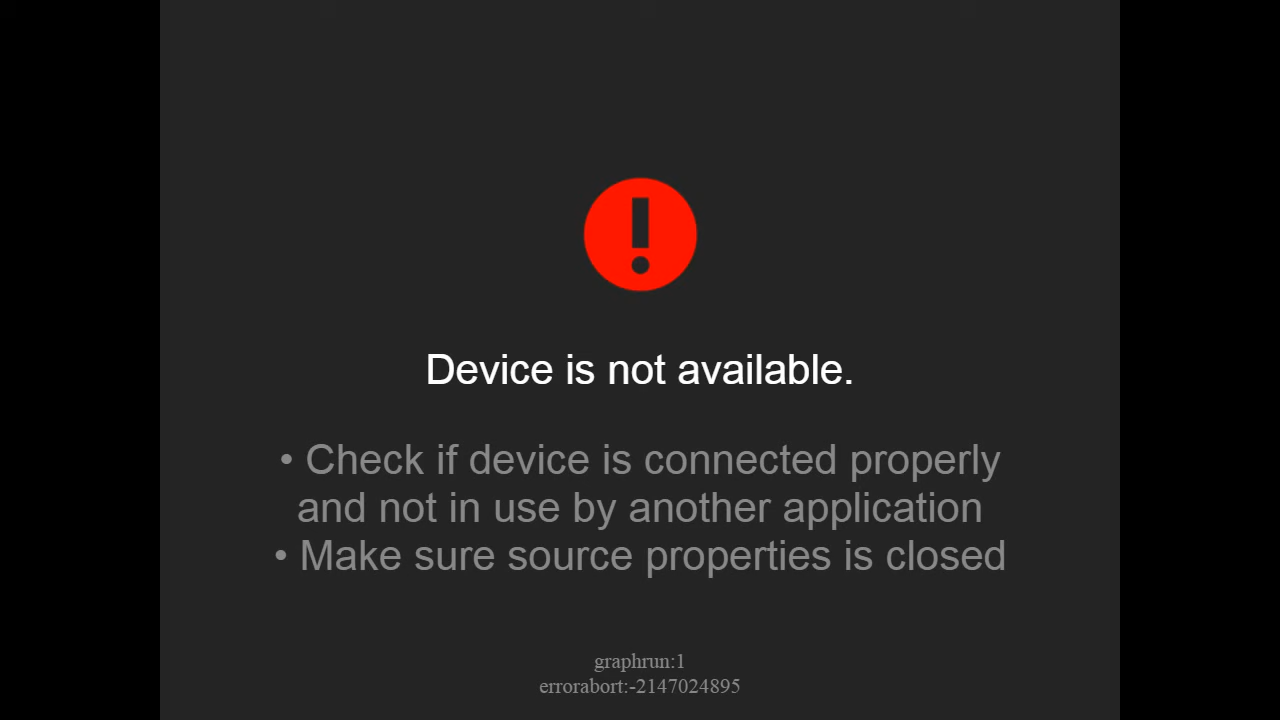 Device is not available.
• Check if device is connected properly
and not in use by another application
• Make sure source properties is closed
graphrun:1
errorabort:-2147024895